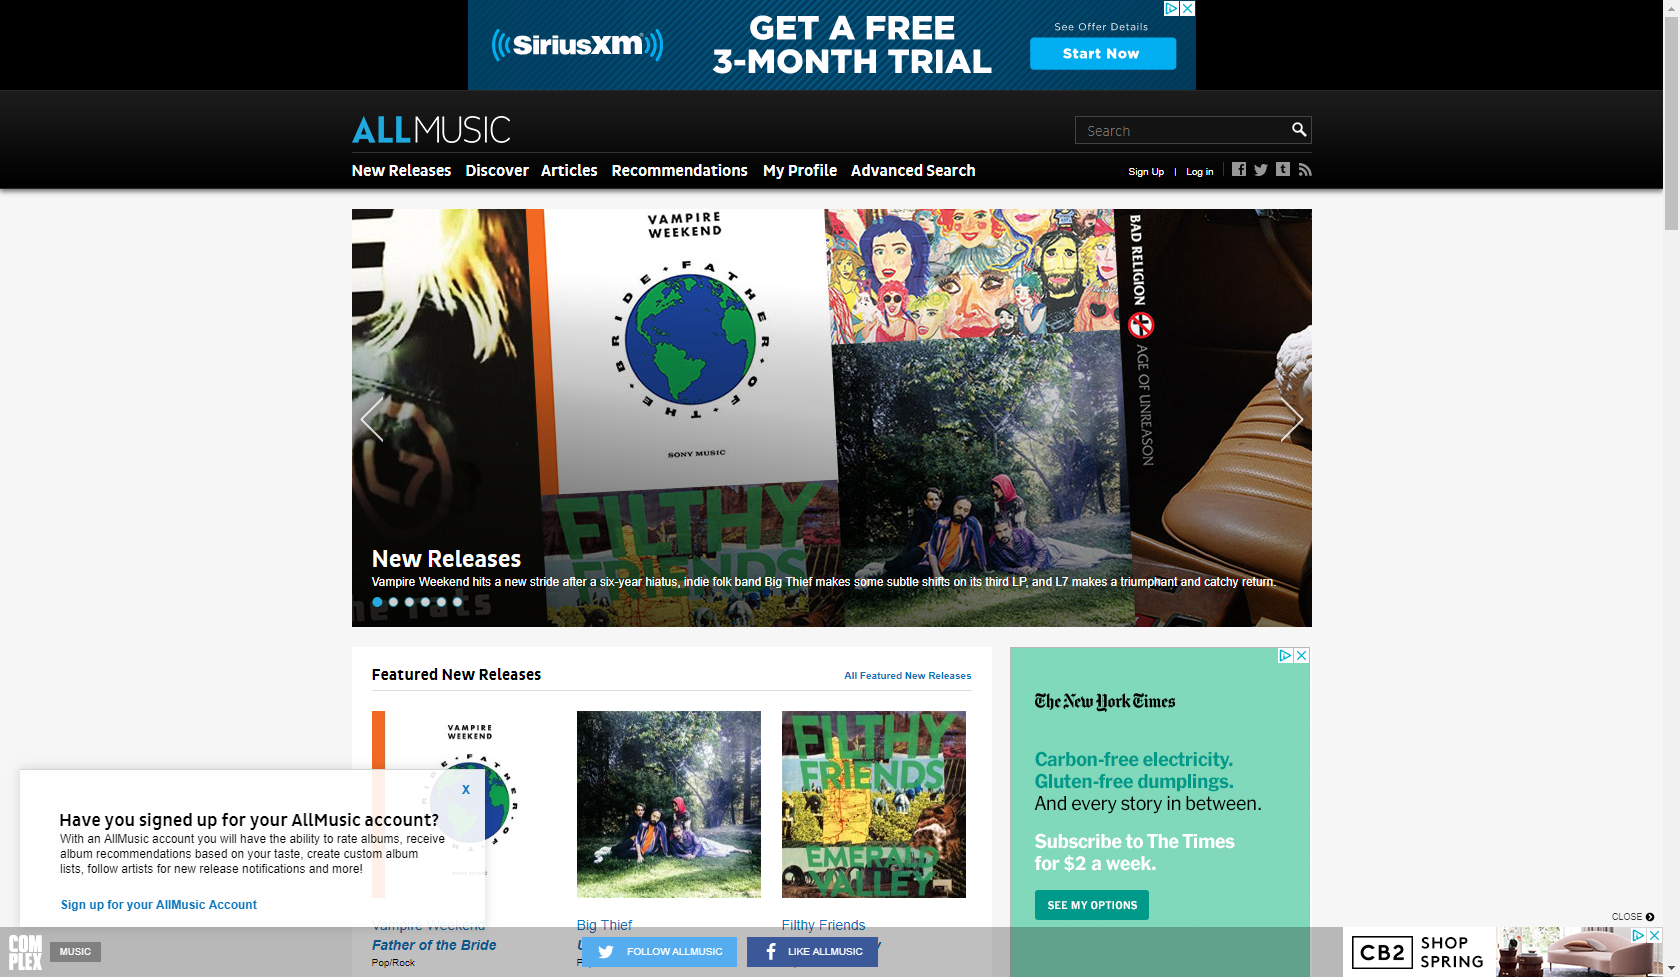 SiriusXM
GET A FREE
3-MONTH TRIAL
See Offer Details
Start Now
ALLMUSIC
Search
New Releases Discover Articles Recommendations My Profile Advanced Search
Sign Up | Log in
VAMPIRE
WEEKEND
FATHER OF THE BRIDE
SONY MUSIC
BAD RELIGION
AGE OF UNREASON
FILTHY
FRIENDS
New Releases
Vampire Weekend hits a new stride after a six-year hiatus, indie folk band Big Thief makes some subtle shifts on its third LP, and L7 makes a triumphant and catchy return.
Featured New Releases
All Featured New Releases
VAMPIRE
WEEKEND
FILTHY
FRIENDS
EMERALD
VALLEY
Vampire Weekend
Father of the Bride
Pop/Rock
Big Thief
Filthy Friends
The New York Times
Carbon-free electricity.
Gluten-free dumplings.
And every story in between.
Subscribe to The Times
for $2 a week.
SEE MY OPTIONS
X
Have you signed up for your AllMusic account?
With an AllMusic account you will have the ability to rate albums, receive
album recommendations based on your taste, create custom album
lists, follow artists for new release notifications and more!
Sign up for your AllMusic Account
COM
PLEX
MUSIC
FOLLOW ALLMUSIC
LIKE ALLMUSIC
CLOSE
CB2
SHOP
SPRING